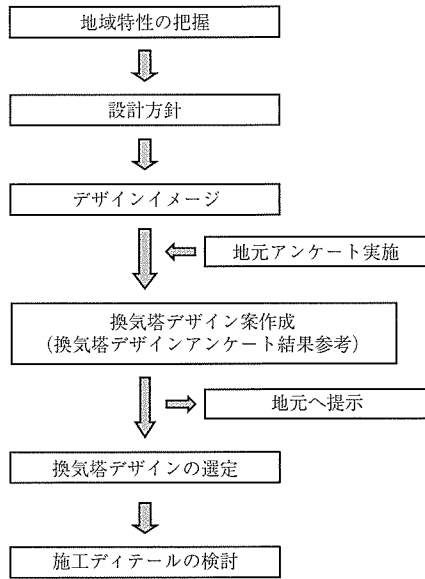 地域特性の把握
設計方針
デザインイメージ
地元アンケート実施
換気塔デザイン案作成
(換気塔デザインアンケート結果参考)
地元へ提示
換気塔デザインの選定
施工ディテールの検討